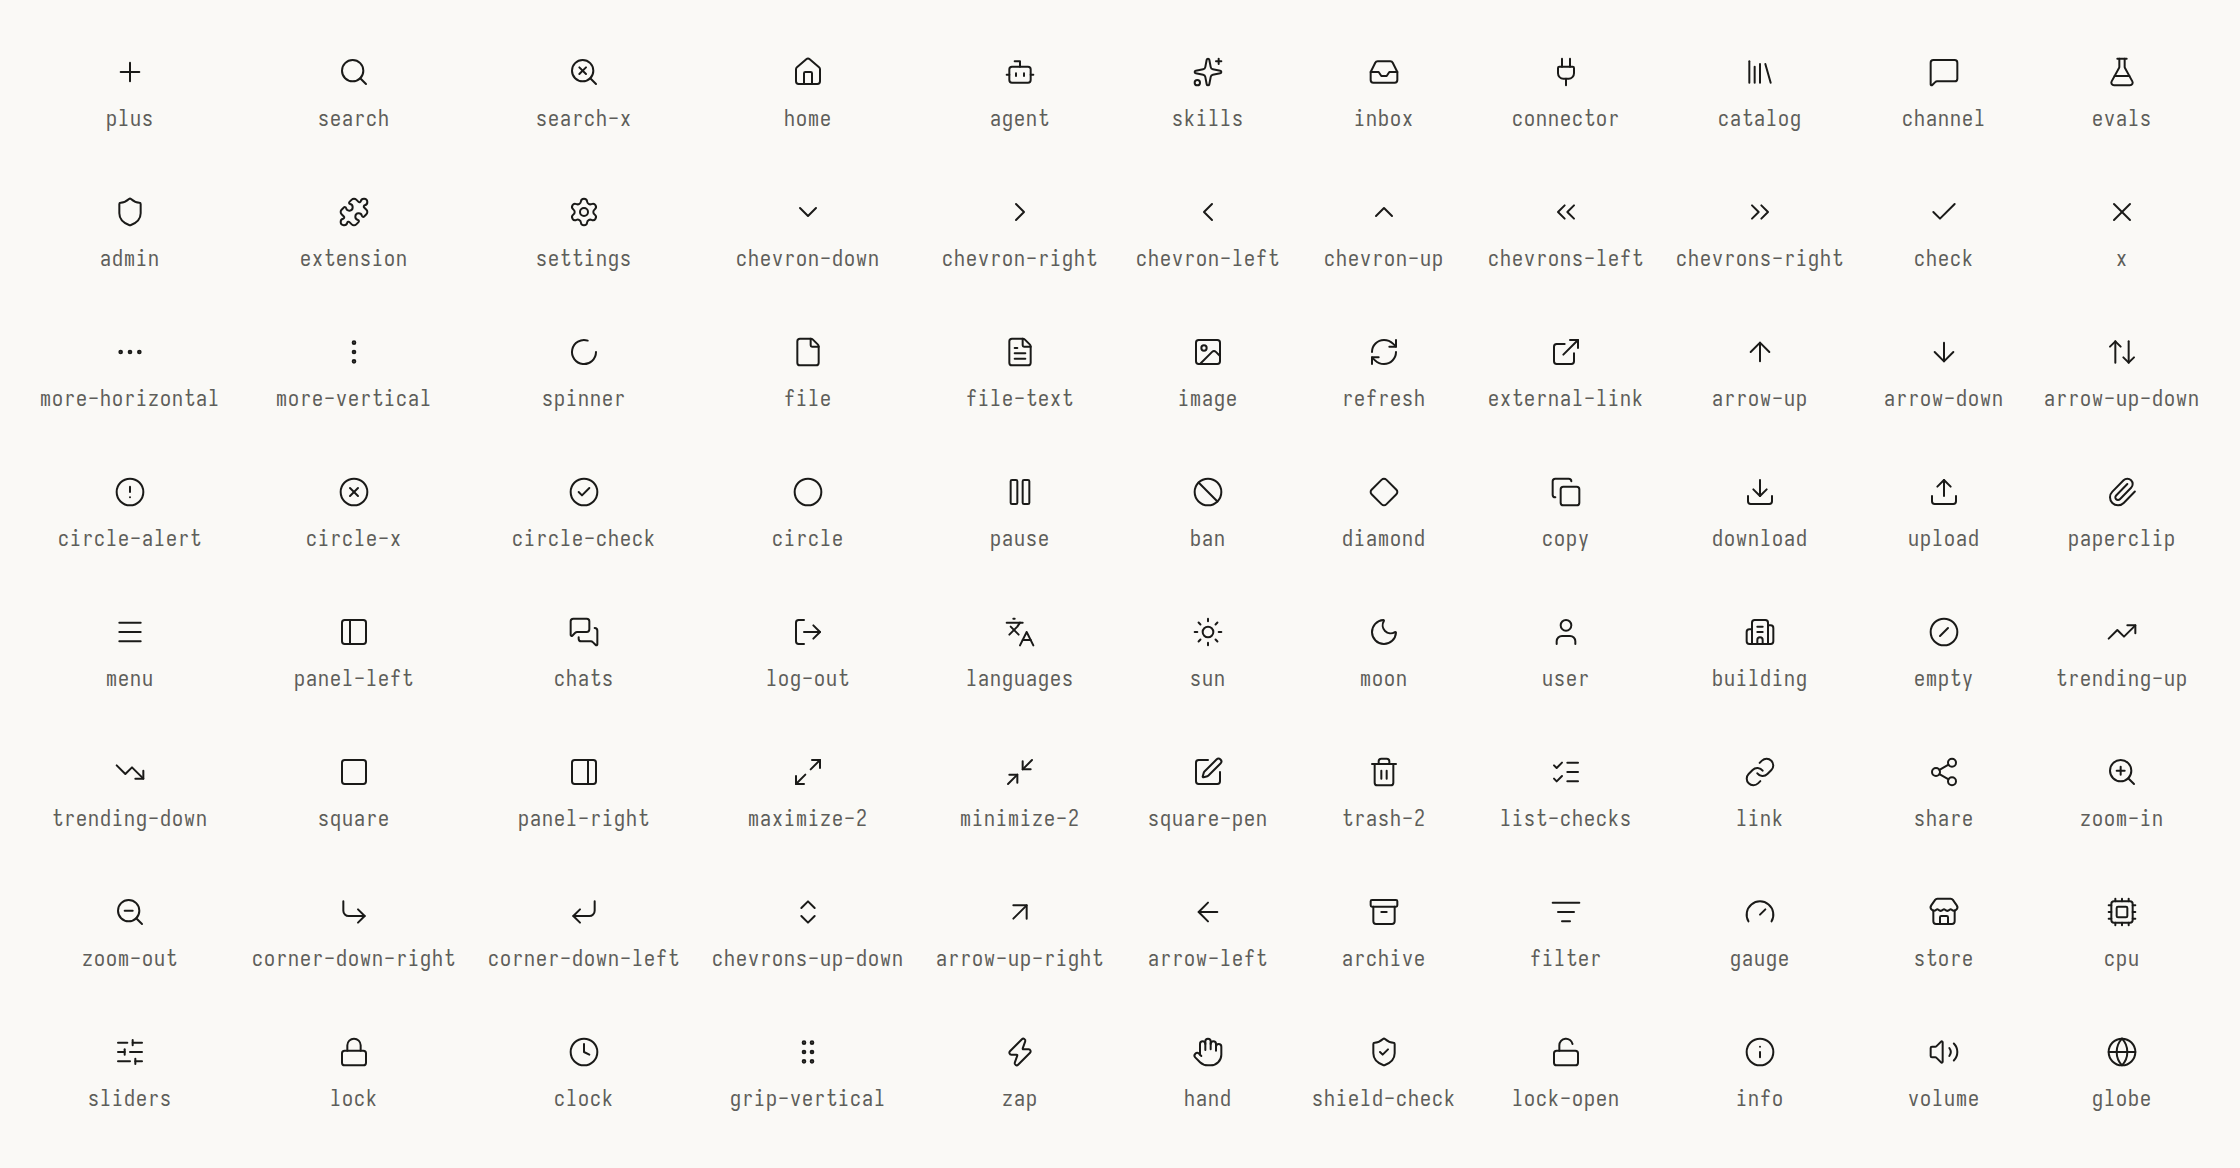 plus search search-x home agent skills inbox connector catalog channel evals
admin extension settings chevron-down chevron-right chevron-left chevron-up chevrons-left chevrons-right check x
more-horizontal more-vertical spinner file file-text image refresh external-link arrow-up arrow-down arrow-up-down
circle-alert circle-x circle-check circle pause ban diamond copy download upload paperclip
menu panel-left chats log-out languages sun moon user building empty trending-up
trending-down square panel-right maximize-2 minimize-2 square-pen trash-2 list-checks link share zoom-in
zoom-out corner-down-right corner-down-left chevrons-up-down arrow-up-right arrow-left archive filter gauge store cpu
sliders lock clock grip-vertical zap hand shield-check lock-open info volume globe